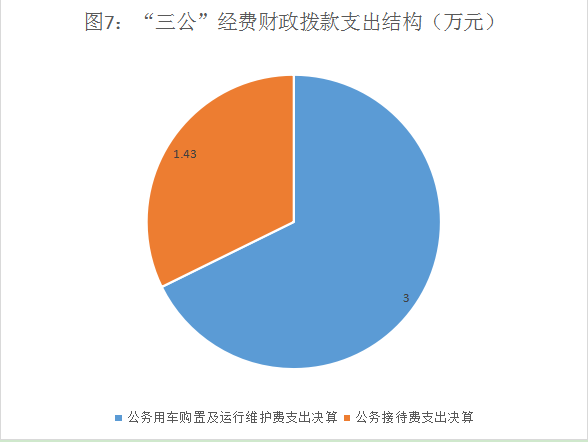 图7：“三公”经费财政拨款支出结构（万元）
1.43
3
公务用车购置及运行维护费支出决算 公务接待费支出决算